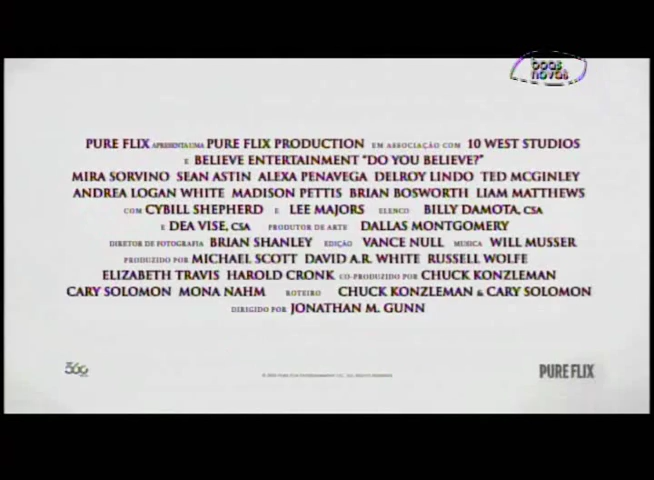 boas
novas
PURE FLIX APRESENTA UMA PURE FLIX PRODUCTION EM ASSOCIAÇÃO COM 10 WEST STUDIOS
E BELIEVE ENTERTAINMENT "DO YOU BELIEVE?"
MIRA SORVINO SEAN ASTIN ALEXA PENAVEGA DELROY LINDO TED MCGINLEY
ANDREA LOGAN WHITE MADISON PETTIS BRIAN BOSWORTH LIAM MATTHEWS
COM CYBILL SHEPHERD E LEE MAJORS ELENCO BILLY DAMOTA, CSA
E DEA VISE, CSA PRODUTOR DE ARTE DALLAS MONTGOMERY
DIRETOR DE FOTOGRAFIA BRIAN SHANLEY EDIÇÃO VANCE NULL MUSICA WILL MUSSER
PRODUZIDO POR MICHAEL SCOTT DAVID A.R. WHITE RUSSELL WOLFE
ELIZABETH TRAVIS HAROLD CRONK CO-PRODUZIDO POR CHUCK KONZLEMAN
CARY SOLOMON MONA NAHM ROTEIRO CHUCK KONZLEMAN & CARY SOLOMON
DIRIGIDO POR JONATHAN M. GUNN
360
PURE FLIX